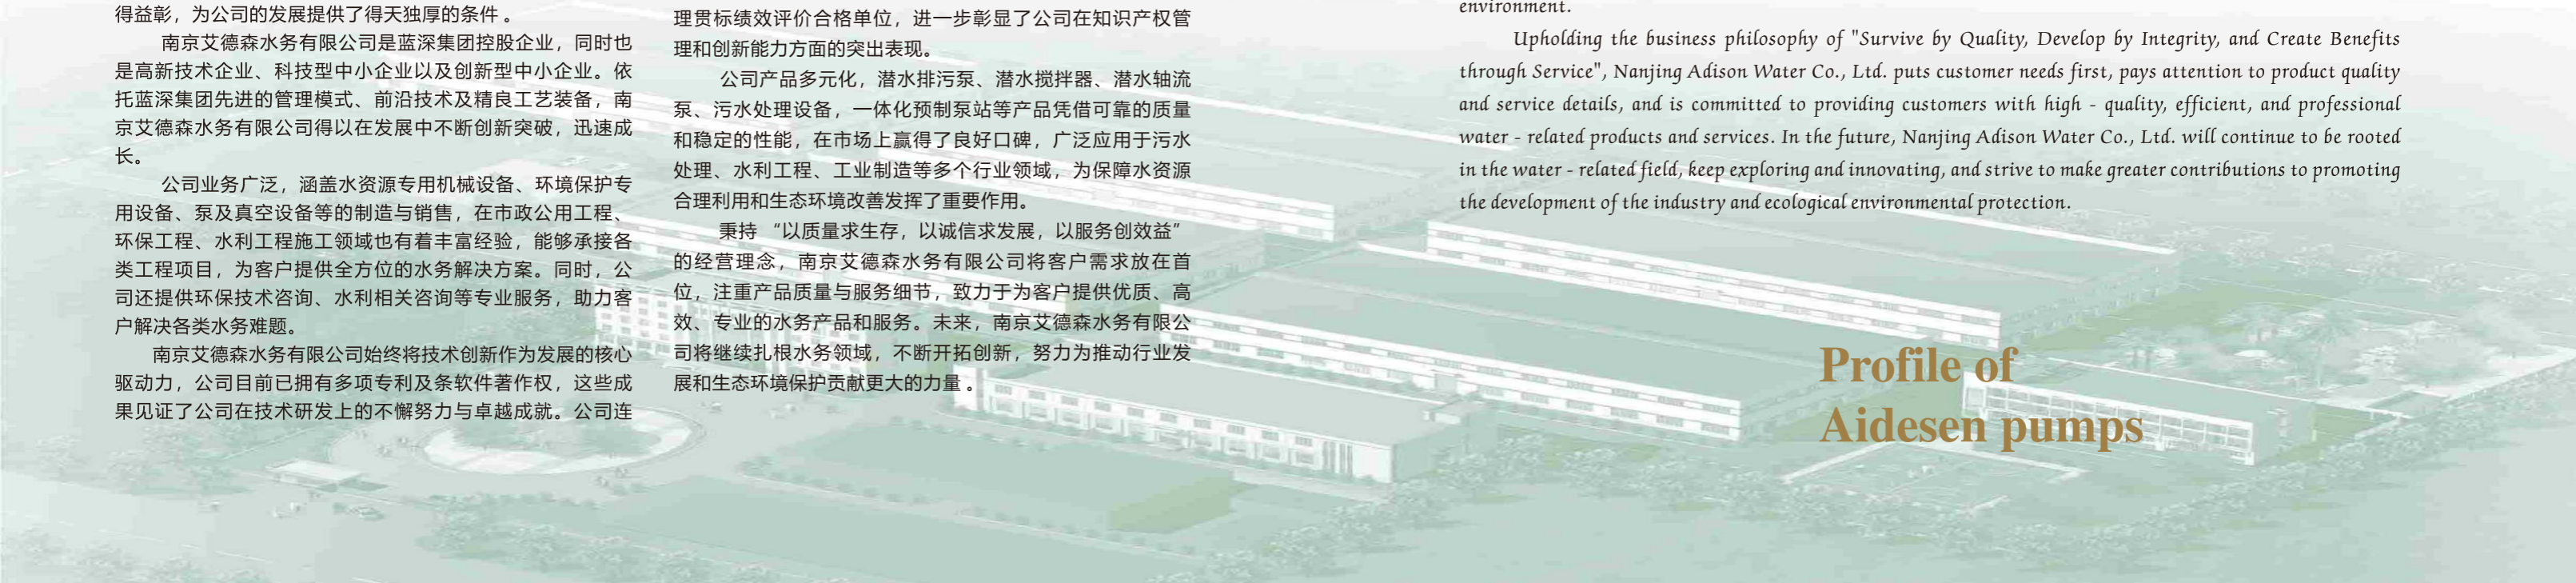 得益彰，为公司的发展提供了得天独厚的条件 。
南京艾德森水务有限公司是蓝深集团控股企业，同时也
是高新技术企业、科技型中小企业以及创新型中小企业。依
托蓝深集团先进的管理模式、前沿技术及精良工艺装备，南
京艾德森水务有限公司得以在发展中不断创新突破，迅速成
长。
公司业务广泛，涵盖水资源专用机械设备、环境保护专
用设备、泵及真空设备等的制造与销售，在市政公用工程、
环保工程、水利工程施工领域也有着丰富经验，能够承接各
类工程项目，为客户提供全方位的水务解决方案。同时，公
司还提供环保技术咨询、水利相关咨询等专业服务，助力客
户解决各类水务难题。
南京艾德森水务有限公司始终将技术创新作为发展的核心
驱动力，公司目前已拥有多项专利及条软件著作权，这些成
果见证了公司在技术研发上的不懈努力与卓越成就。公司连
理贯标绩效评价合格单位，进一步彰显了公司在知识产权管
理和创新能力方面的突出表现。
公司产品多元化，潜水排污泵、潜水搅拌器、潜水轴流
泵、污水处理设备，一体化预制泵站等产品凭借可靠的质量
和稳定的性能，在市场上赢得了良好口碑，广泛应用于污水
处理、水利工程、工业制造等多个行业领域，为保障水资源
合理利用和生态环境改善发挥了重要作用。
秉持 “以质量求生存，以诚信求发展，以服务创效益”
的经营理念，南京艾德森水务有限公司将客户需求放在首
位，注重产品质量与服务细节，致力于为客户提供优质、高
效、专业的水务产品和服务。未来，南京艾德森水务有限公
司将继续扎根水务领域，不断开拓创新，努力为推动行业发
展和生态环境保护贡献更大的力量 。
environment.
Upholding the business philosophy of "Survive by Quality, Develop by Integrity, and Create Benefits
through Service", Nanjing Adison Water Co., Ltd. puts customer needs first, pays attention to product quality
and service details, and is committed to providing customers with high - quality, efficient, and professional
water - related products and services. In the future, Nanjing Adison Water Co., Ltd. will continue to be rooted
in the water - related field, keep exploring and innovating, and strive to make greater contributions to promoting
the development of the industry and ecological environmental protection.
Profile of
Aidesen pumps